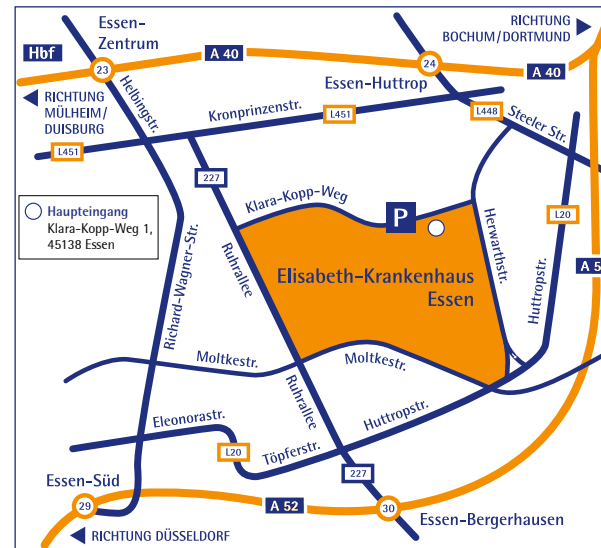 Essen-
Zentrum
RICHTUNG
BOCHUM/DORTMUND
Hbf
A 40
23
24
A 40
Essen-Huttrop
RICHTUNG
MÜLHEIM/
DUISBURG
Helbingstr.
Kronprinzenstr.
L451
L448
Steeler Str.
L451
227
L20
Haupteingang
Klara-Kopp-Weg 1,
45138 Essen
Klara-Kopp-Weg
P
Herwarthstr.
Huttropstr.
Richard-Wagner-Str.
Ruhrallee
Elisabeth-Krankenhaus
Essen
A 5
Moltkestr.
Moltkestr.
Ruhrallee
Eleonorastr.
Huttropstr.
L20
Töpferstr.
227
Essen-Süd
29
A 52
30
Essen-Bergerhausen
RICHTUNG DÜSSELDORF